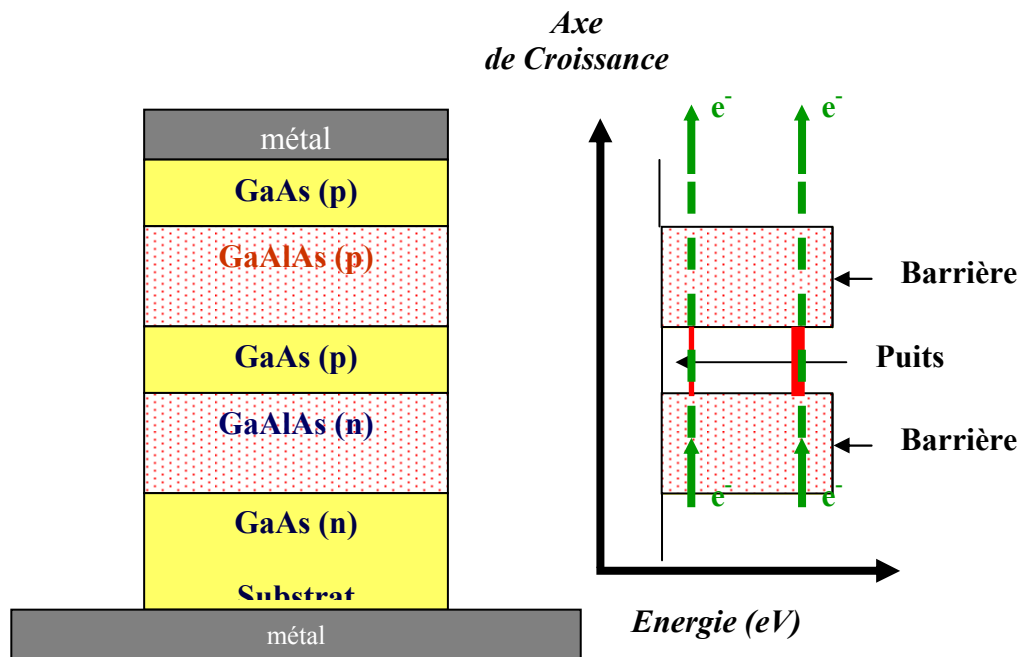 Axe
de Croissance
métal
GaAs (p)
GaAlAs (p)
GaAs (p)
GaAlAs (n)
GaAs (n)
Substrat
métal
e-
e-
Barrière
Puits
Barrière
e-
e-
Energie (eV)